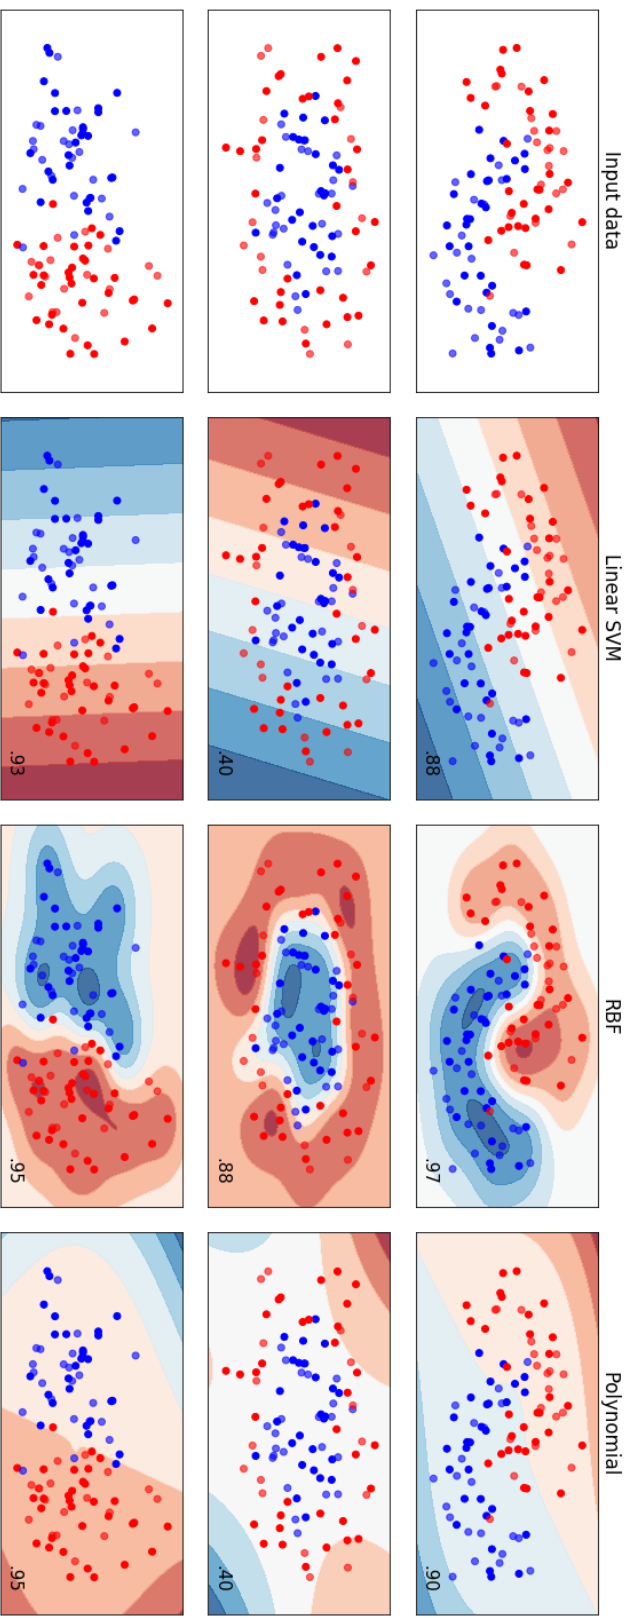 Input data
Linear SVM
RBF
Polynomial
.88
.97
.90
.40
.88
.40
.93
.95
.95